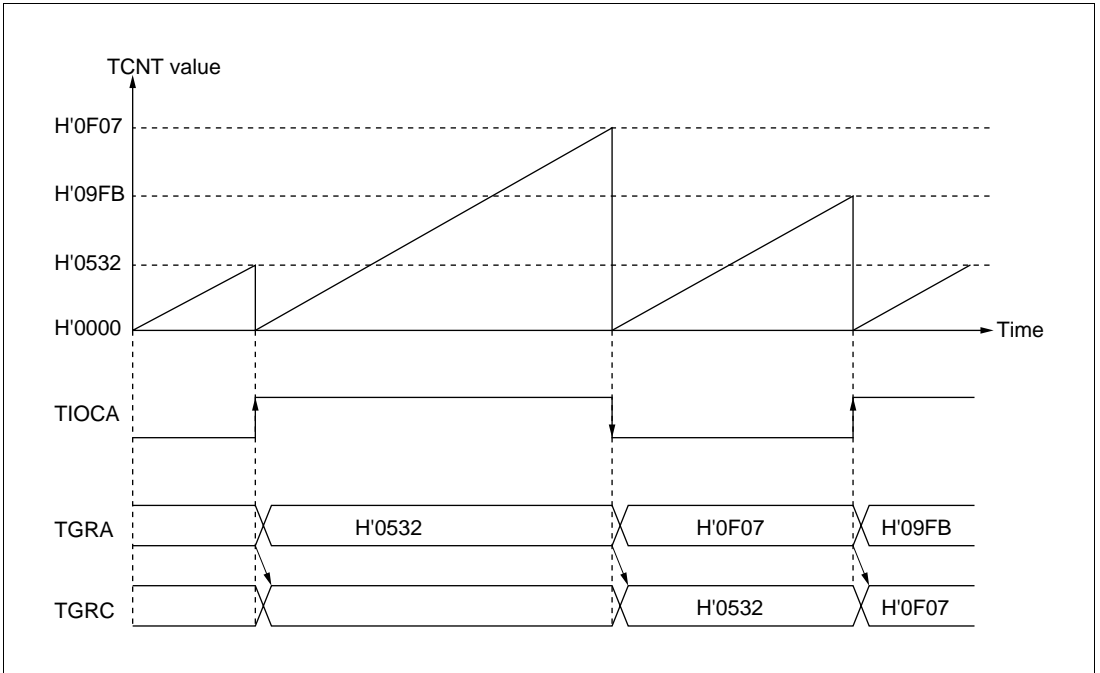 TCNT value
H'0F07
H'09FB
H'0532
H'0000
Time
TIOCA
TGRA
H'0532
H'0F07
H'09FB
TGRC
H'0532
H'0F07